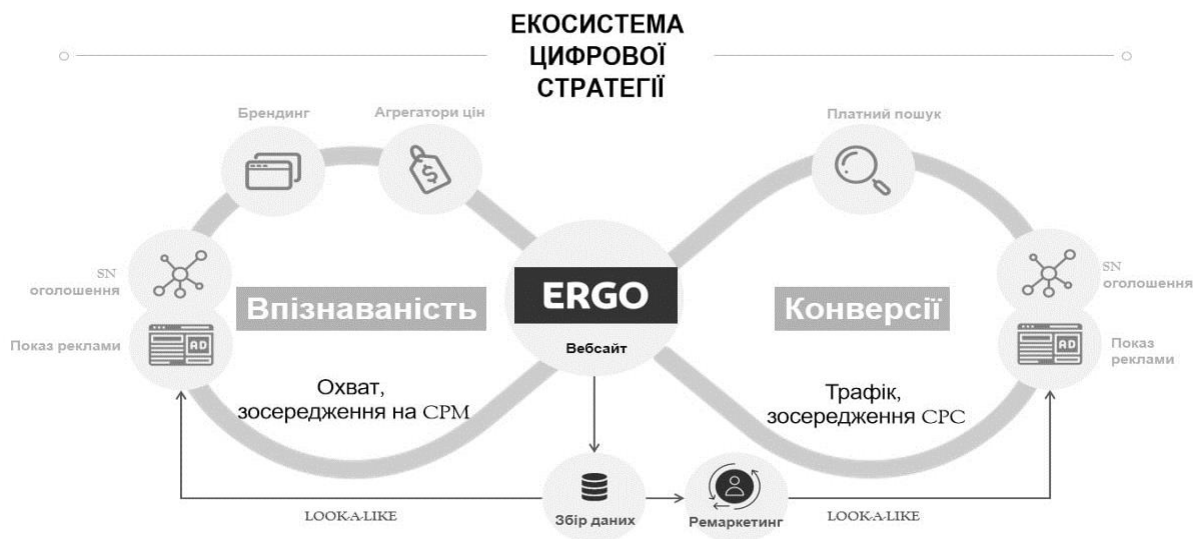 ЕКОСИСТЕМА
ЦИФРОВОЇ
СТРАТЕГІЇ
Брендинг
Агрегатори цін
Платний пошук
$
SN
оголошення
SN
оголошення
Впізнаваність
ERGO
Конверсії
AD
AD
Показ реклами
Вебсайт
Показ
реклами
Охват,
зосередження на CPM
Трафік,
зосередження CPC
LOOK-A-LIKE
Збір даних
Ремаркетинг
LOOK-A-LIKE